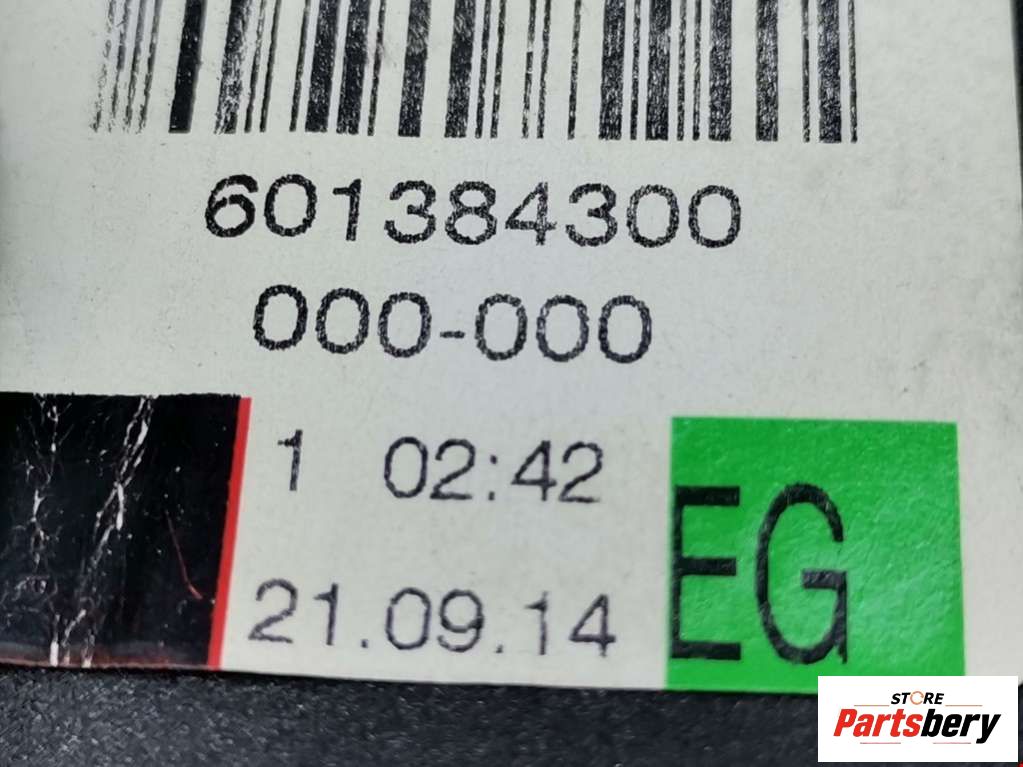 601384300
000-000
1 02:42
EG
21.09.14
STORE
Partsbery